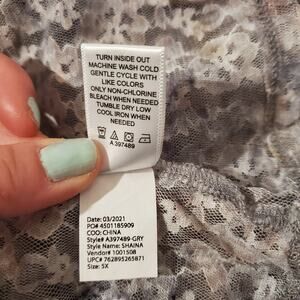 TURN INSIDE OUT
MACHINE WASH COLD
GENTLE CYCLE WITH
LIKE COLORS
ONLY NON-CHLORINE
BLEACH WHEN NEEDED
TUMBLE DRY LOW
COOL IRON WHEN
NEEDED
A397489
Date: 03/2021
PO# 4501185909
COO: CHINA
Style# A397489-GRY
Style Name: SHAINA
Vendor# 1001508
UPC# 762895265871
Size: 5X